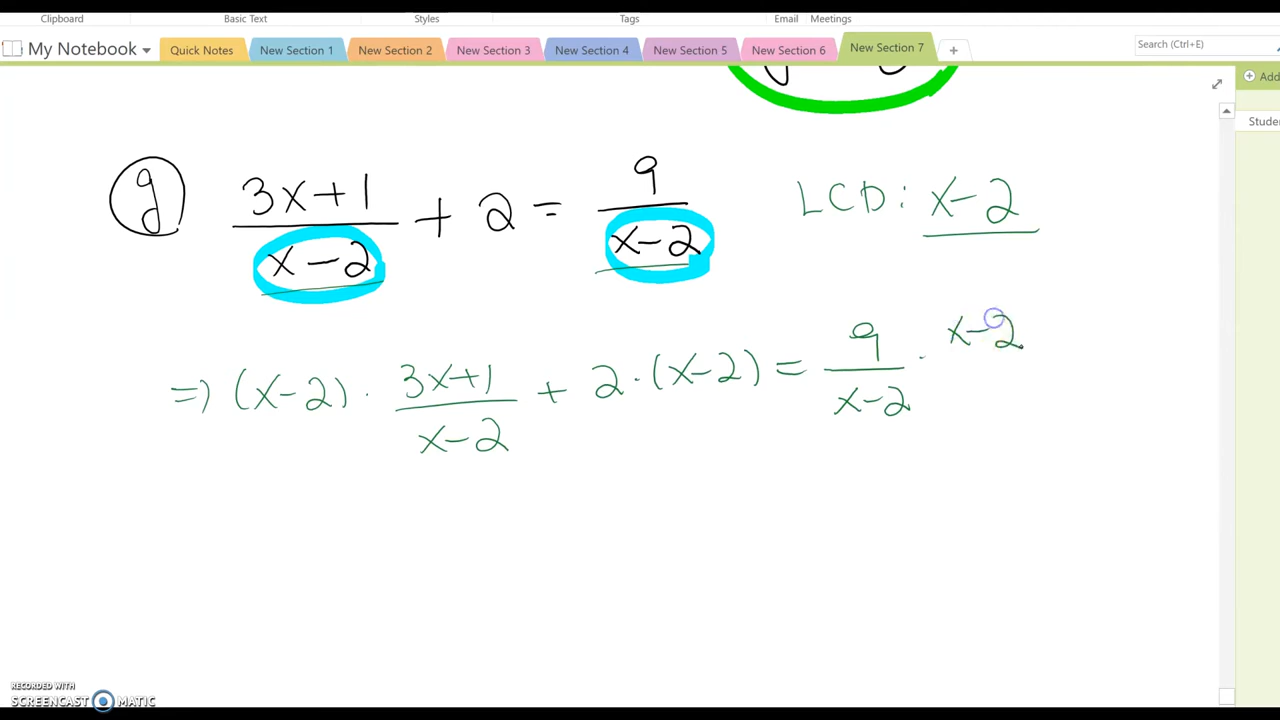 Clipboard Basic Text Styles Tags Email Meetings
My Notebook Quick Notes New Section 1 New Section 2 New Section 3 New Section 4 New Section 5 New Section 6 New Section 7 + Search (Ctrl+E)
Add
Studen
g (3x+1)/(x-2) + 2 = 9/(x-2) LCD: x-2
=> (x-2) · (3x+1)/(x-2) + 2 · (x-2) = 9/(x-2) · x-2
RECORDED WITH
SCREENCAST MATIC